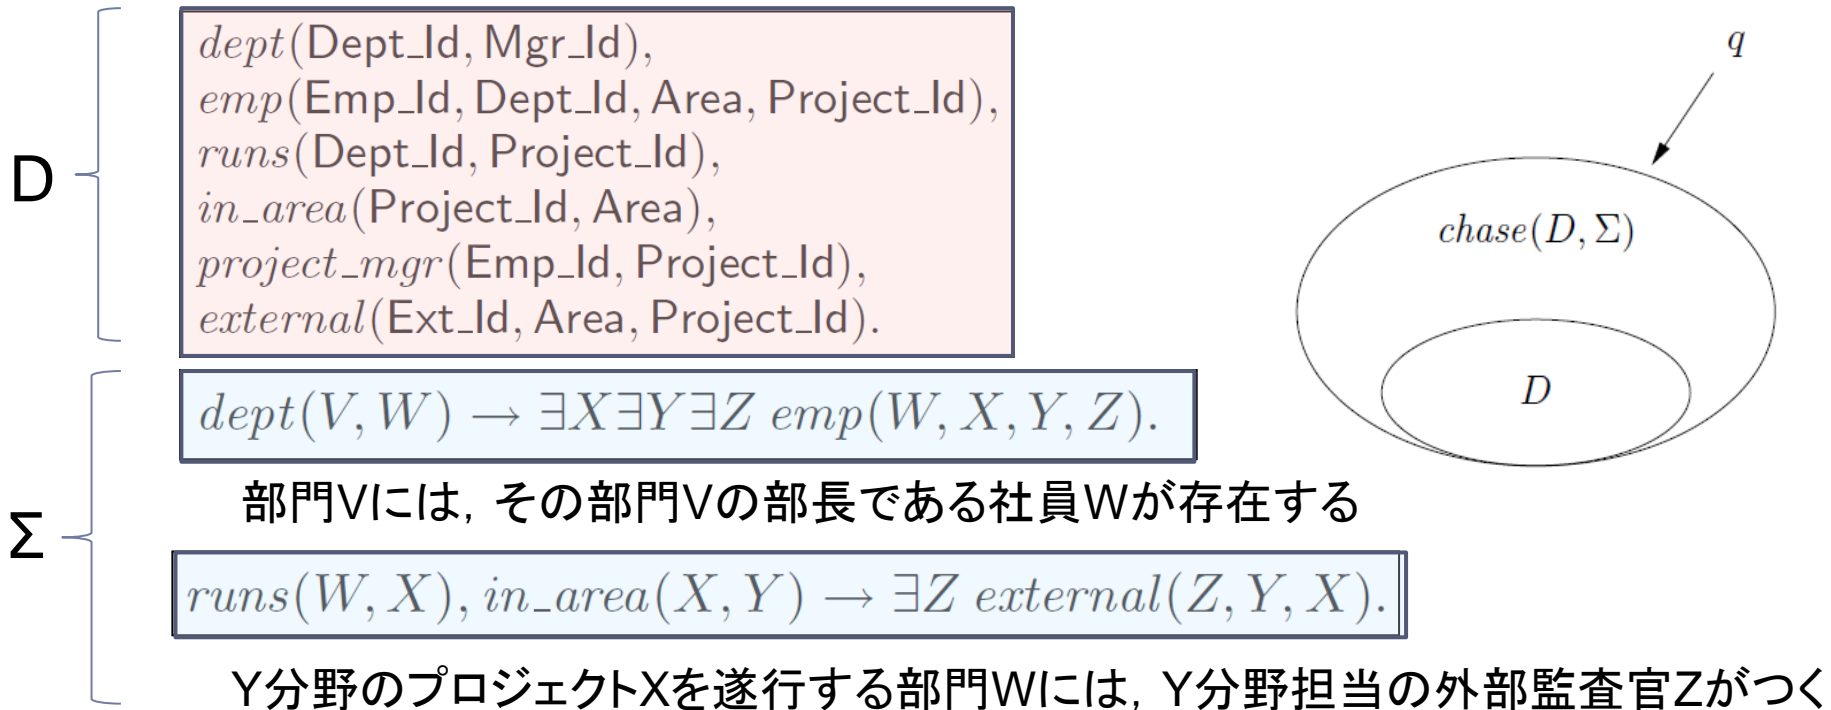 D
dept(Dept_Id, Mgr_Id),
emp(Emp_Id, Dept_Id, Area, Project_Id),
runs(Dept_Id, Project_Id),
in_area(Project_Id, Area),
project_mgr(Emp_Id, Project_Id),
external(Ext_Id, Area, Project_Id).
q
chase(D, Σ)
D
Σ
dept(V, W) → ∃X∃Y∃Z emp(W, X, Y, Z).
部門Vには，その部門Vの部長である社員Wが存在する
runs(W, X), in_area(X, Y) → ∃Z external(Z, Y, X).
Y分野のプロジェクトXを遂行する部門Wには，Y分野担当の外部監査官Zがつく